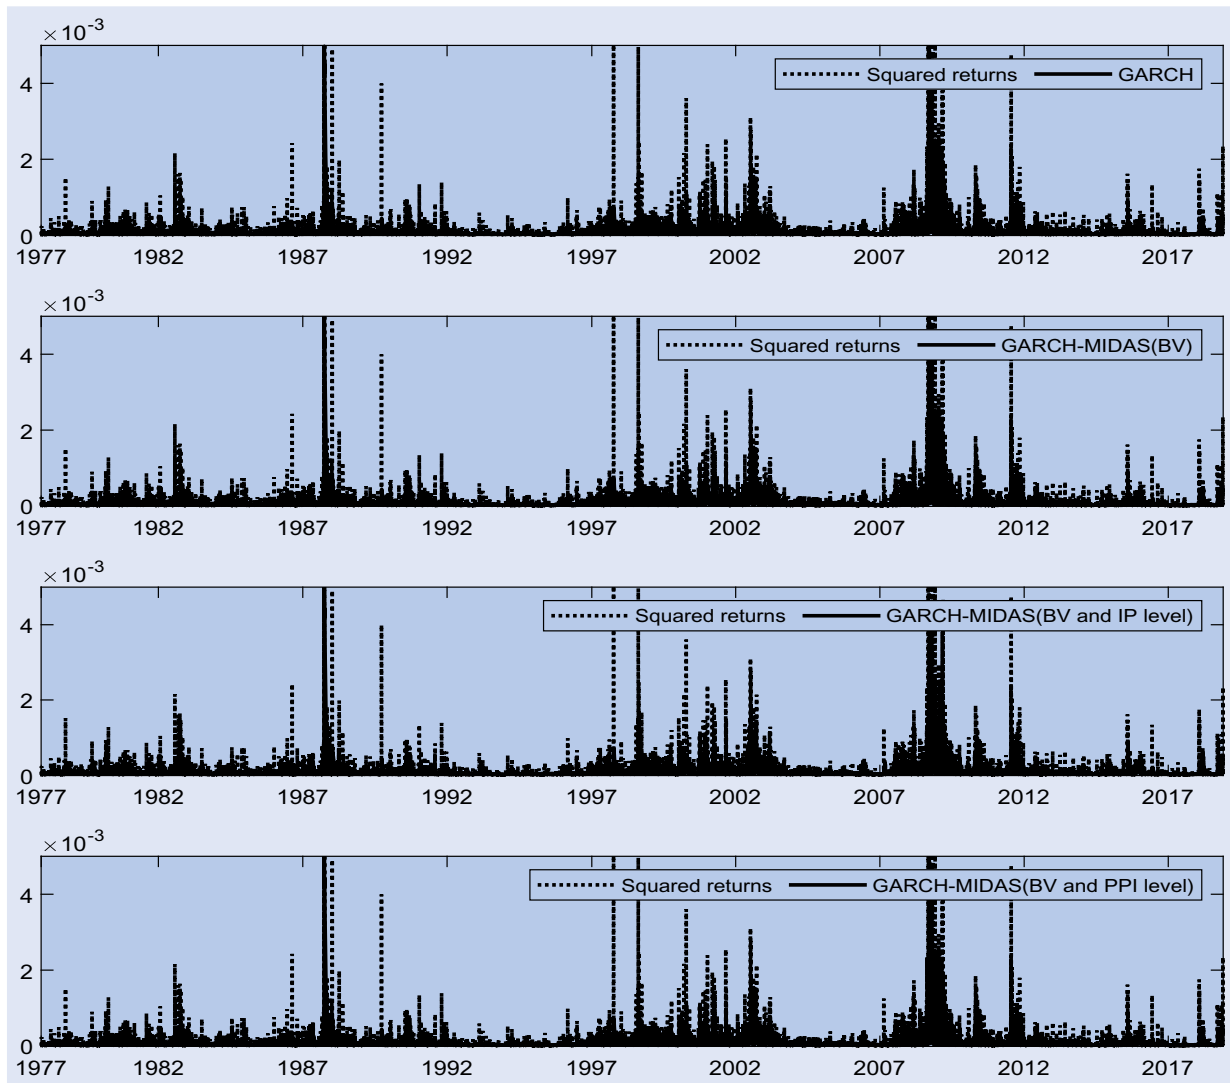 ×10-3
4
Squared returns GARCH
2
0
1977 1982 1987 1992 1997 2002 2007 2012 2017
×10-3
4
Squared returns GARCH-MIDAS(BV)
2
0
1977 1982 1987 1992 1997 2002 2007 2012 2017
×10-3
4
Squared returns GARCH-MIDAS(BV and IP level)
2
0
1977 1982 1987 1992 1997 2002 2007 2012 2017
×10-3
4
Squared returns GARCH-MIDAS(BV and PPI level)
2
0
1977 1982 1987 1992 1997 2002 2007 2012 2017